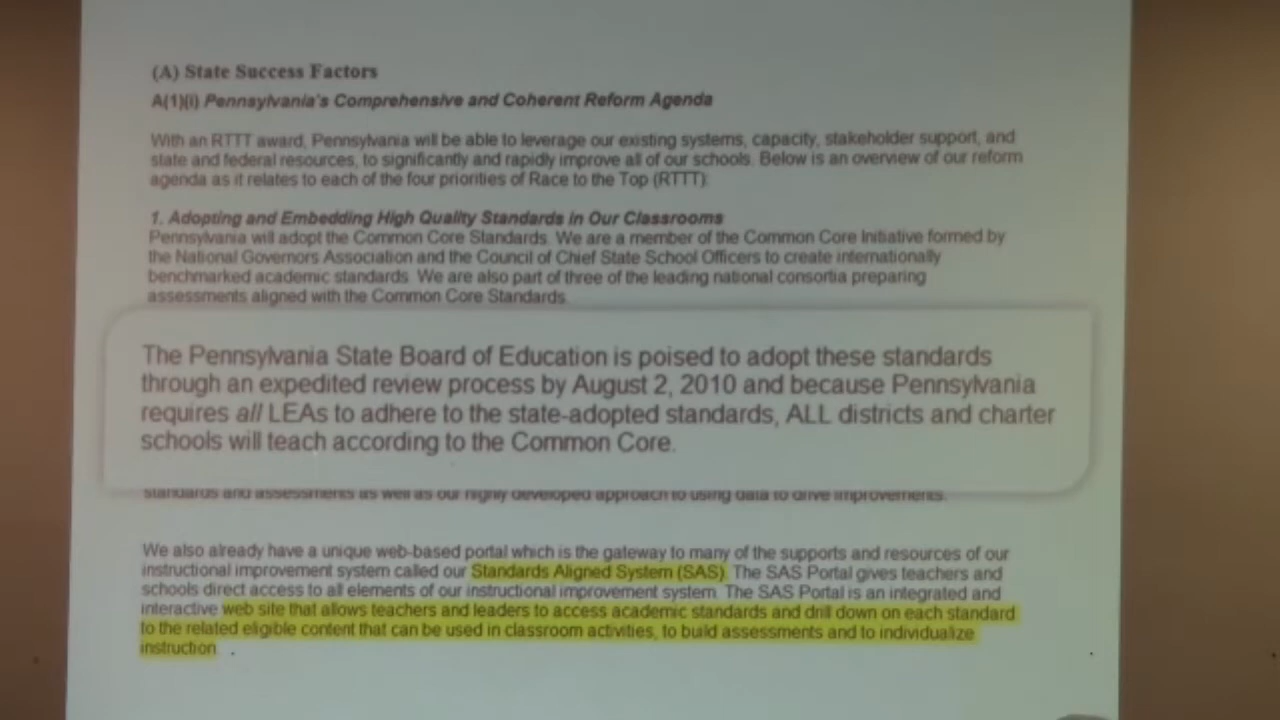 (A) State Success Factors
A(1)(i) Pennsylvania's Comprehensive and Coherent Reform Agenda
With an RTTT award, Pennsylvania will be able to leverage our existing systems, capacity, stakeholder support, and
state and federal resources, to significantly and rapidly improve all of our schools. Below is an overview of our reform
agenda as it relates to each of the four priorities of Race to the Top (RTTT):
1. Adopting and Embedding High Quality Standards in Our Classrooms
Pennsylvania will adopt the Common Core Standards. We are a member of the Common Core Initiative formed by
the National Governors Association and the Council of Chief State School Officers to create internationally
benchmarked academic standards. We are also part of three of the leading national consortia preparing
assessments aligned with the Common Core Standards.
The Pennsylvania State Board of Education is poised to adopt these standards
through an expedited review process by August 2, 2010 and because Pennsylvania
requires all LEAs to adhere to the state-adopted standards, ALL districts and charter
schools will teach according to the Common Core.
standards and assessments as well as our highly developed approach to using data to drive improvements.
We also already have a unique web-based portal which is the gateway to many of the supports and resources of our
instructional improvement system called our Standards Aligned System (SAS). The SAS Portal gives teachers and
schools direct access to all elements of our instructional improvement system. The SAS Portal is an integrated and
interactive web site that allows teachers and leaders to access academic standards and drill down on each standard
to the related eligible content that can be used in classroom activities, to build assessments and to individualize
instruction.